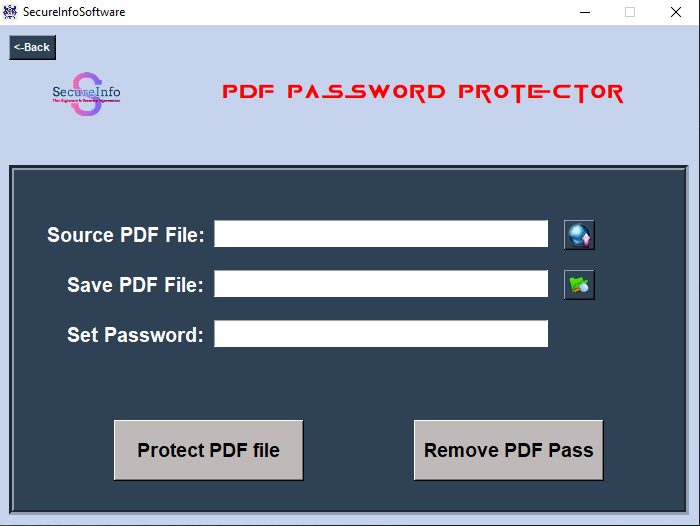 SecureInfoSoftware
<-Back
SecureInfo
PDF PASSWORD PROTECTOR
Source PDF File:
Save PDF File:
Set Password:
Protect PDF file
Remove PDF Pass